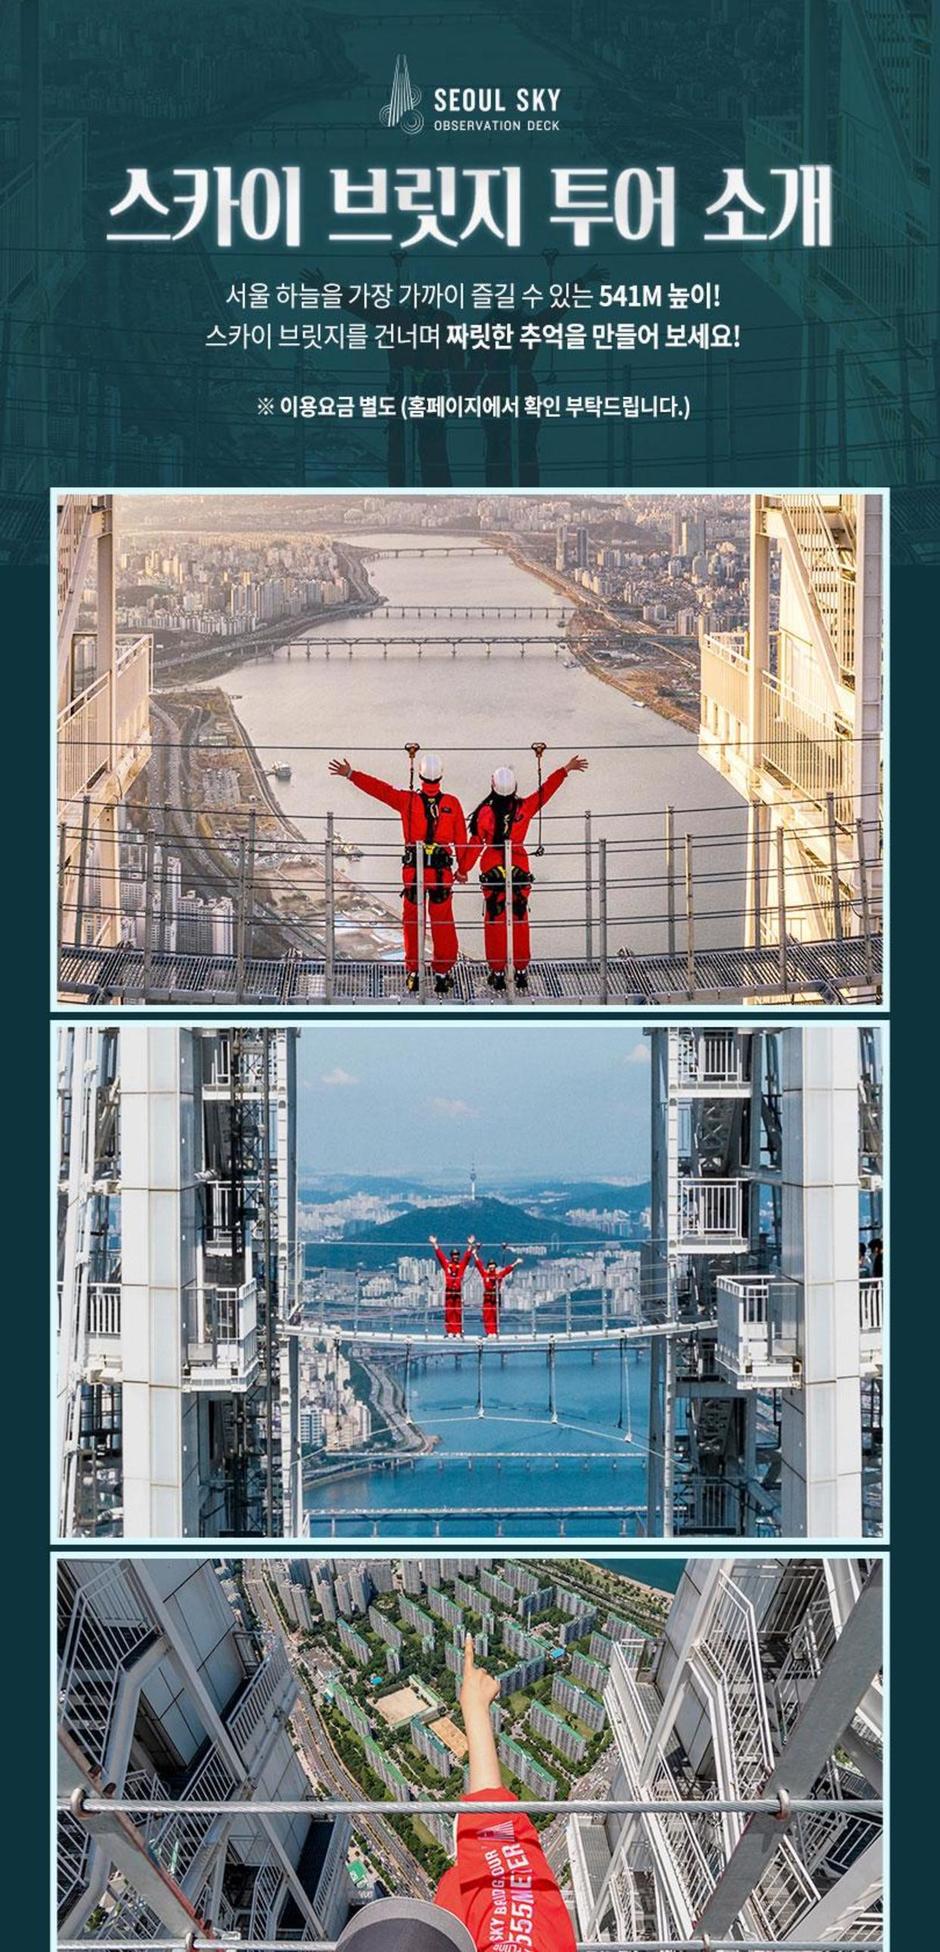 SEOUL SKY
OBSERVATION DECK
스카이 브릿지 투어 소개
서울 하늘을 가장 가까이 즐길 수 있는 541M 높이!
스카이 브릿지를 건너며 짜릿한 추억을 만들어 보세요!
※ 이용요금 별도 (홈페이지에서 확인 부탁드립니다.)
SKY